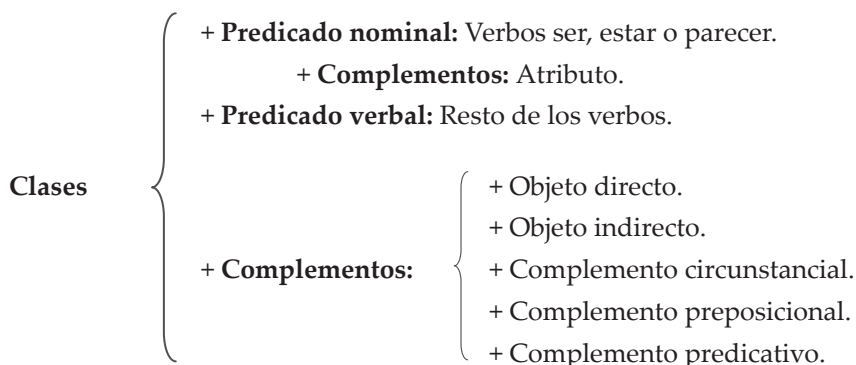 + Predicado nominal: Verbos ser, estar o parecer.
+ Complementos: Atributo.
+ Predicado verbal: Resto de los verbos.
Clases
+ Complementos:
+ Objeto directo.
+ Objeto indirecto.
+ Complemento circunstancial.
+ Complemento preposicional.
+ Complemento predicativo.